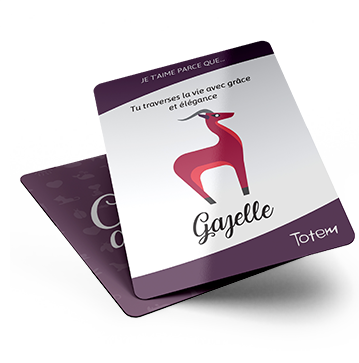 JE T'AIME PARCE QUE...
Tu traverses la vie avec grâce
et élégance
Gazelle
Totem